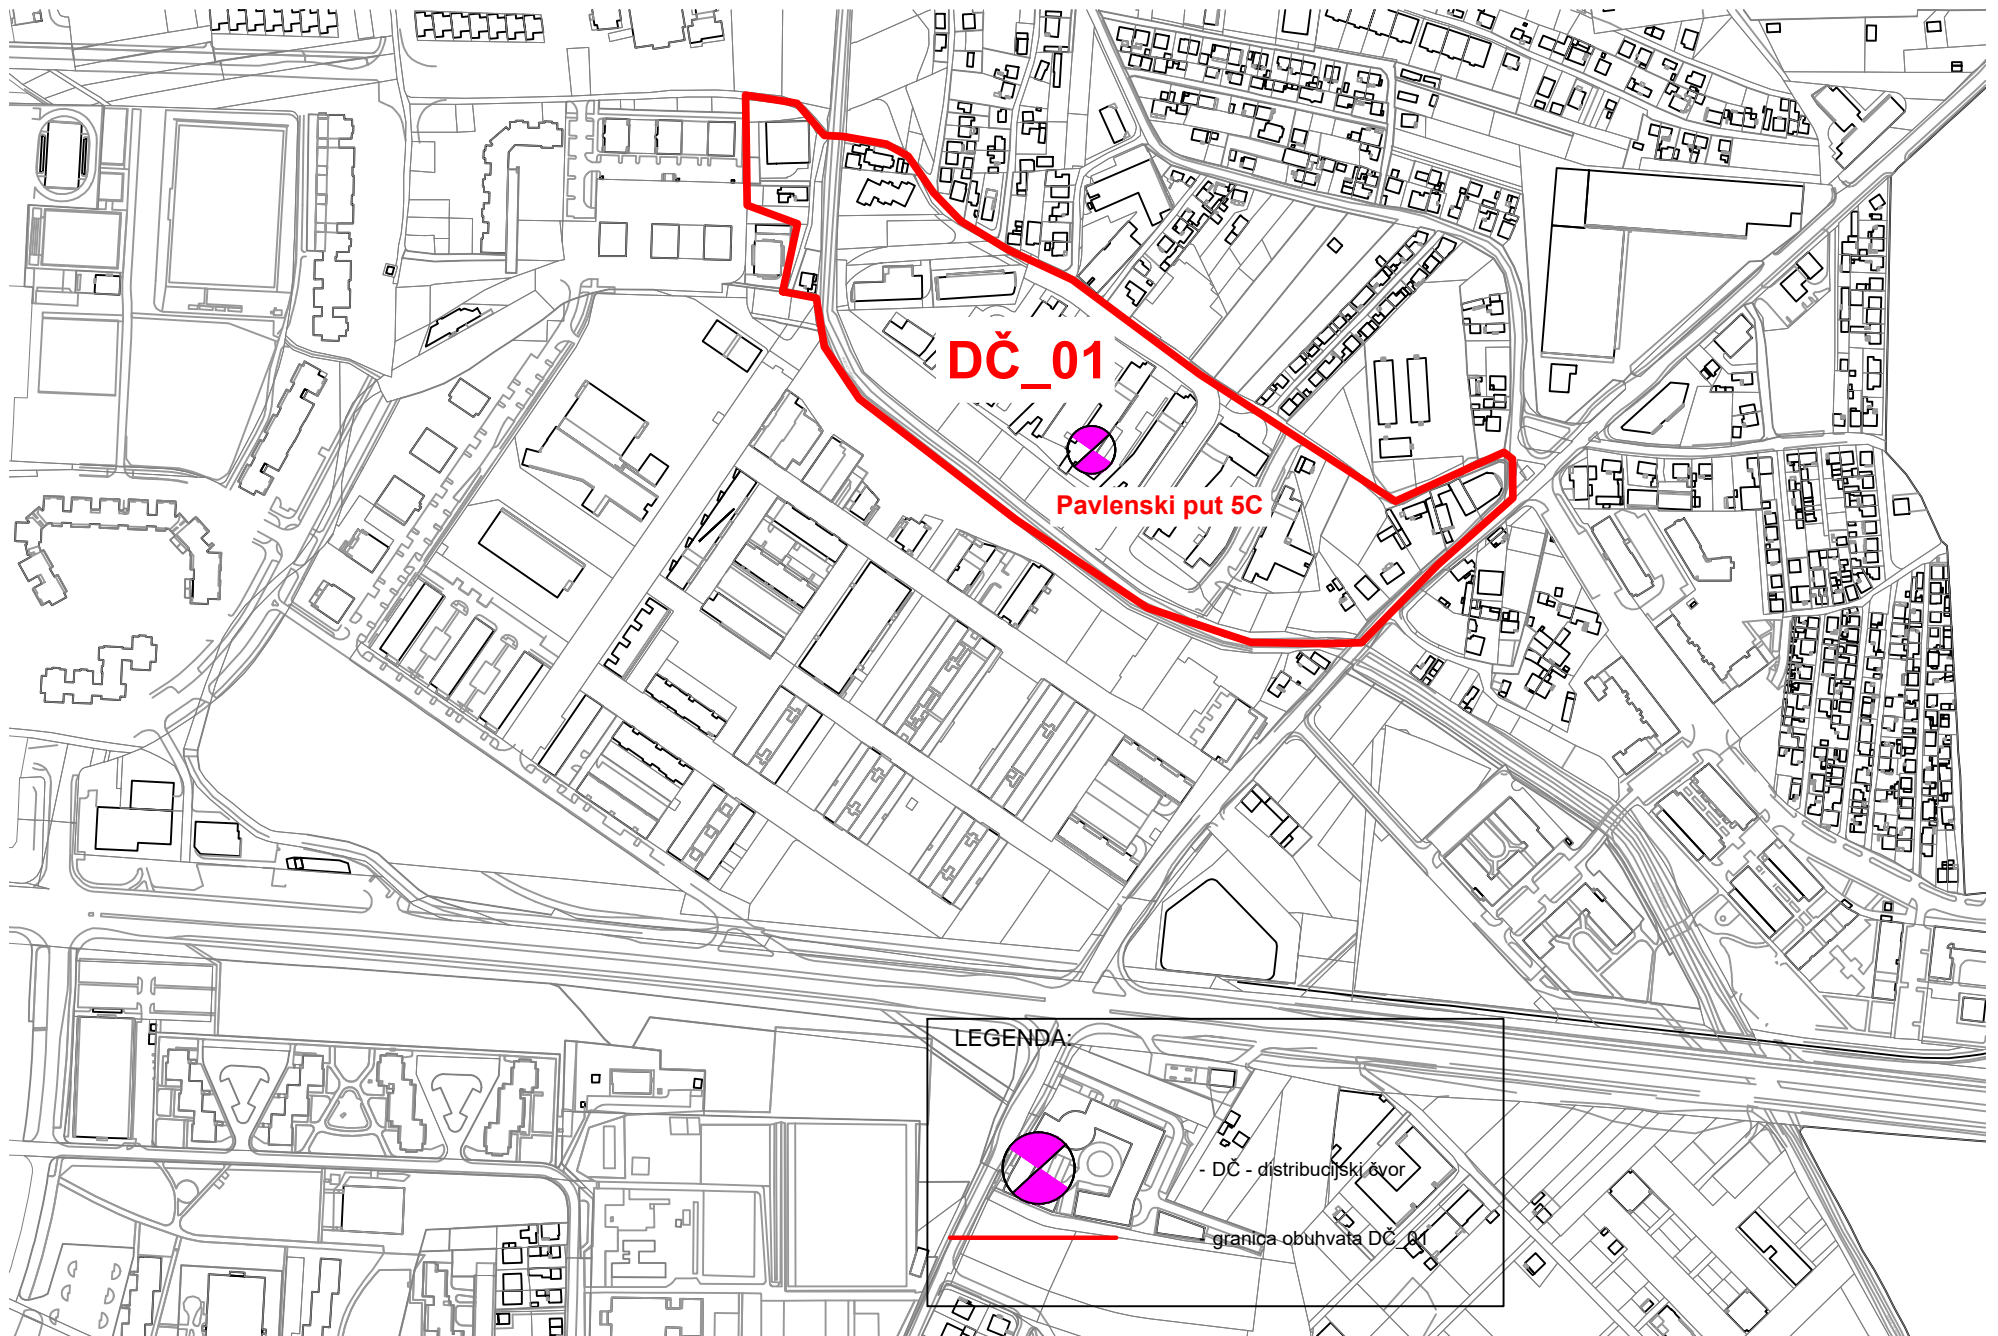 DČ_01
Pavlenski put 5C
LEGENDA:
- DČ - distribucijski čvor
granica obuhvata DČ_01